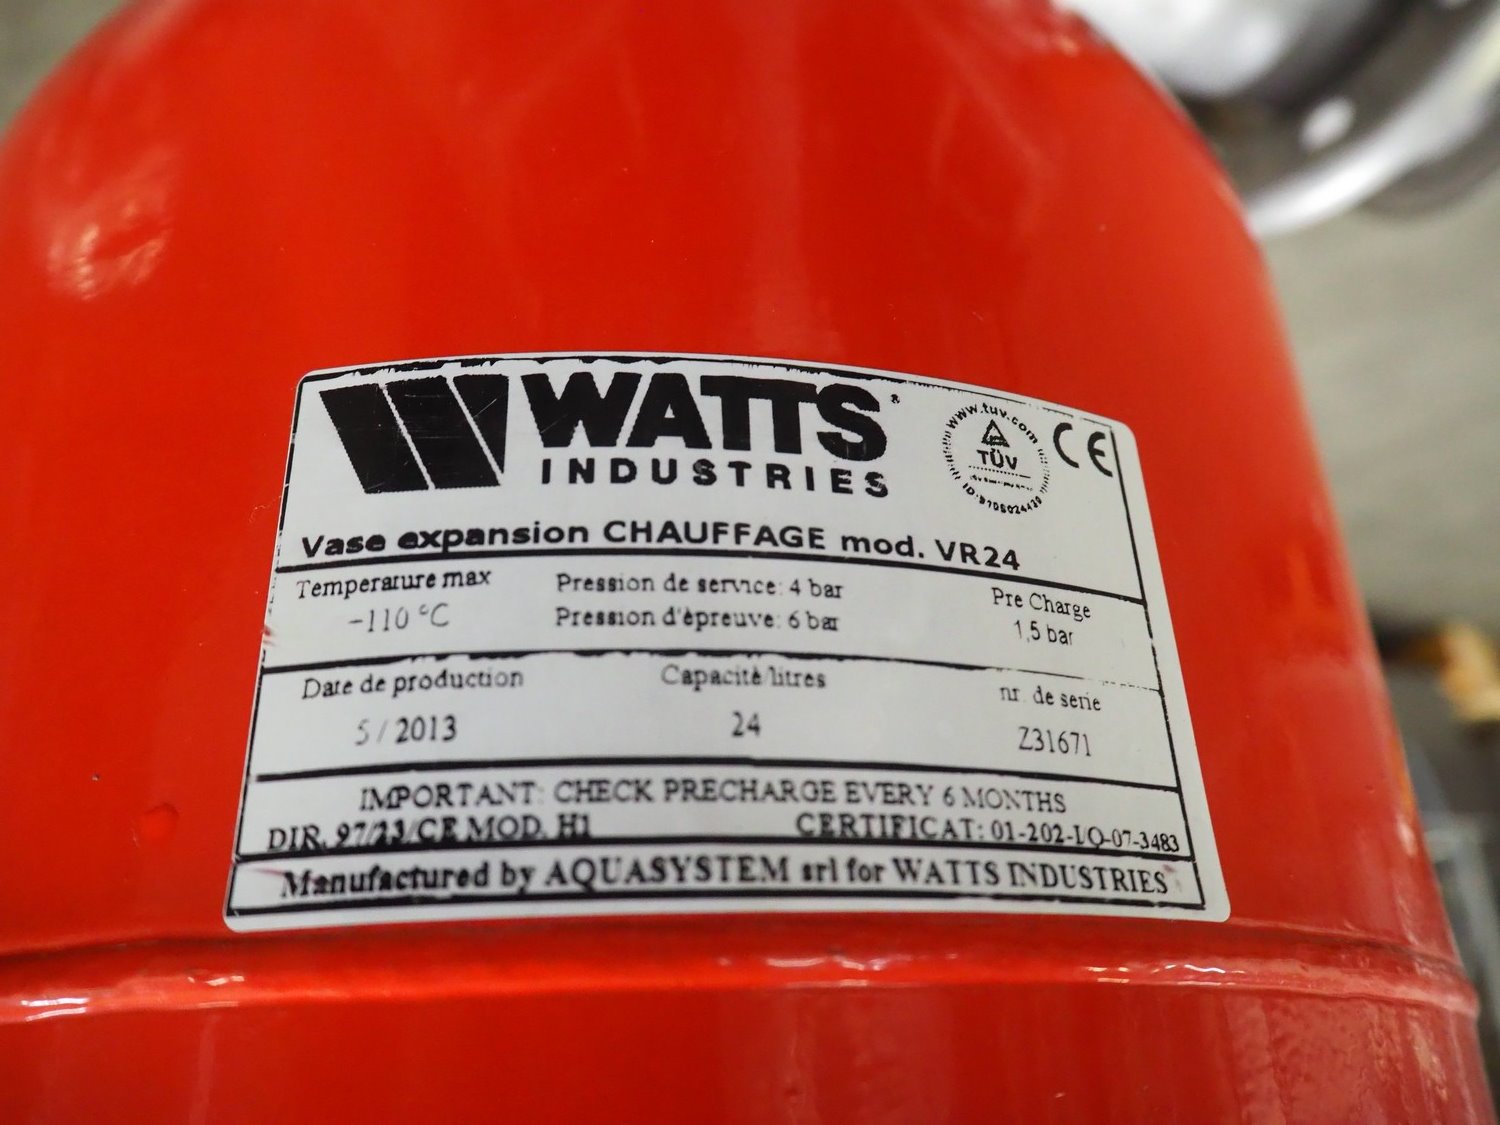 WATTS®
INDUSTRIES
www.tuv.com
TÜV
CE
Vase expansion CHAUFFAGE mod. VR24
Temperature max
-110 °C
Pression de service: 4 bar
Pression d'èpreuve: 6 bar
Pre Charge
1,5 bar
Date de production
5 / 2013
Capacitè/litres
24
nr. de serie
Z31671
IMPORTANT: CHECK PRECHARGE EVERY 6 MONTHS
DIR. 97/23/CE MOD. H1
CERTIFICAT: 01-202-I/Q-07-3483
Manufactured by AQUASYSTEM srl for WATTS INDUSTRIES